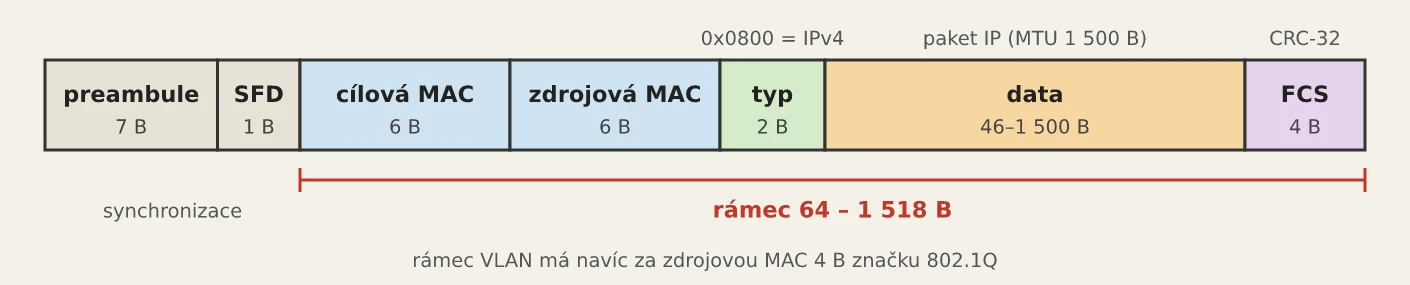 0x0800 = IPv4 paket IP (MTU 1 500 B) CRC-32
preambule SFD cílová MAC zdrojová MAC typ data FCS
7 B 1 B 6 B 6 B 2 B 46–1 500 B 4 B
synchronizace rámec 64 – 1 518 B
rámec VLAN má navíc za zdrojovou MAC 4 B značku 802.1Q